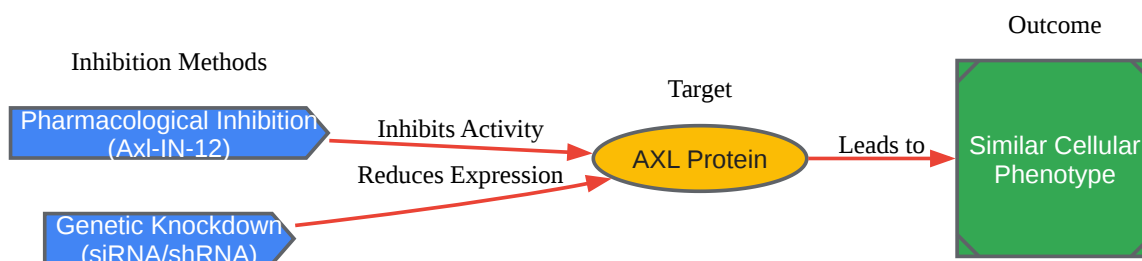 Outcome
Inhibition Methods
Target
Pharmacological Inhibition
(Axl-IN-12)
Inhibits Activity
Reduces Expression
AXL Protein
Leads to
Similar Cellular
Phenotype
Genetic Knockdown
(siRNA/shRNA)